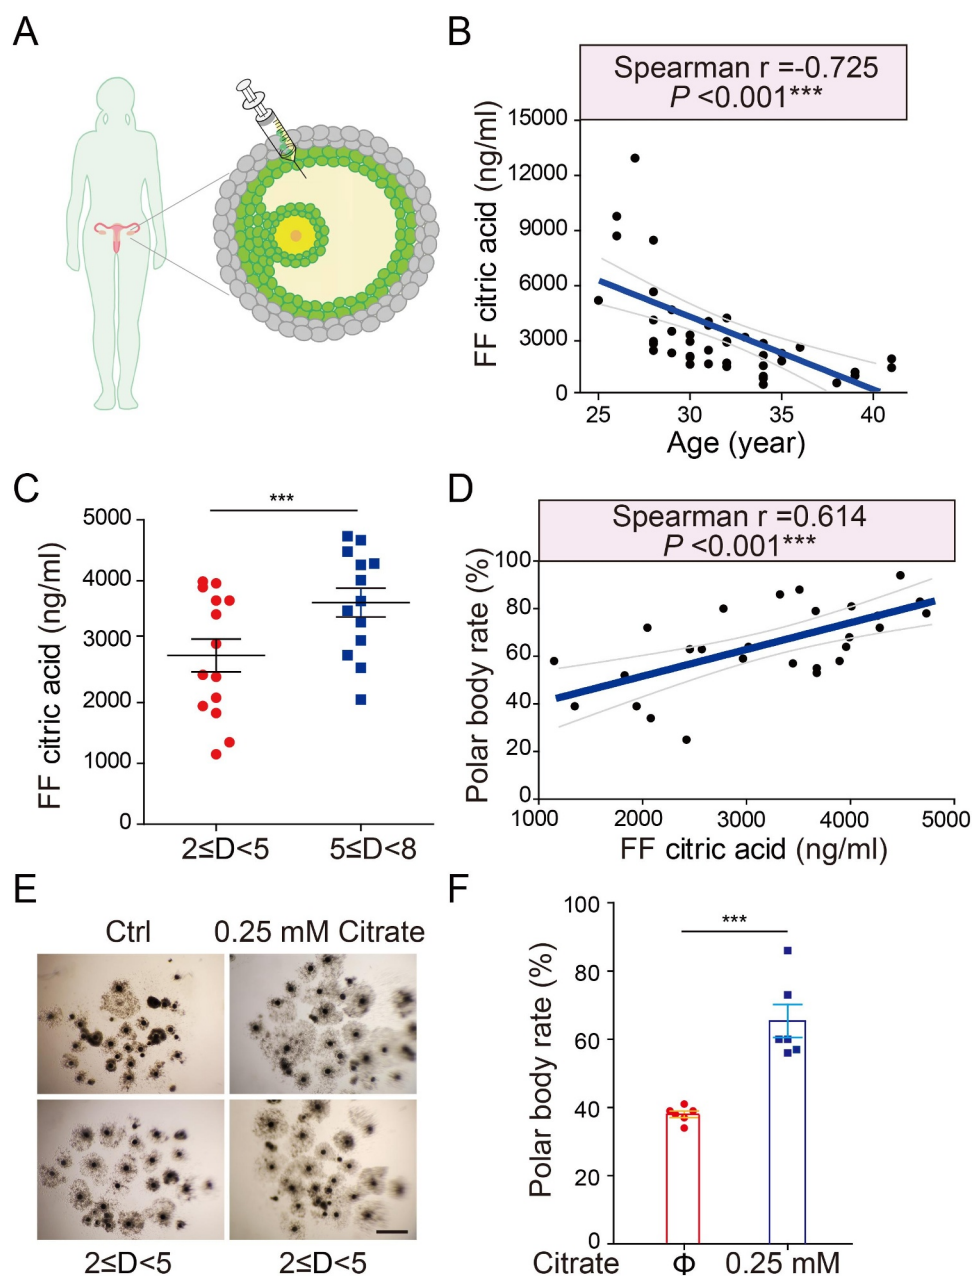 A
B
Spearman r =-0.725
P <0.001***
FF citric acid (ng/ml)
15000
12000
9000
6000
3000
0
25 30 35 40
Age (year)
C
***
FF citric acid (ng/ml)
5000
4000
3000
2000
1000
0
2≤D<5 5≤D<8
D
Spearman r =0.614
P <0.001***
Polar body rate (%)
100
80
60
40
20
0
1000 2000 3000 4000 5000
FF citric acid (ng/ml)
E
Ctrl 0.25 mM Citrate
2≤D<5 2≤D<5
F
***
Polar body rate (%)
100
80
60
40
20
0
Citrate Φ 0.25 mM